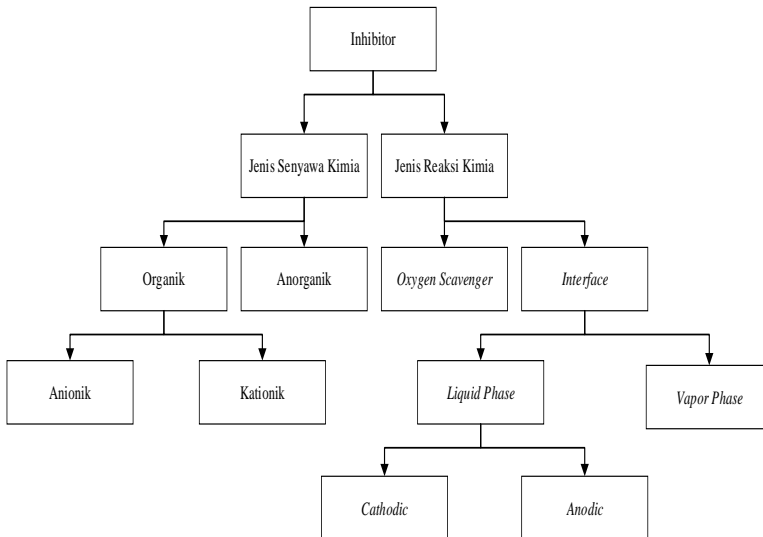 Inhibitor
Jenis Senyawa Kimia
Jenis Reaksi Kimia
Organik
Anorganik
Oxygen Scavenger
Interface
Anionik
Kationik
Liquid Phase
Vapor Phase
Cathodic
Anodic